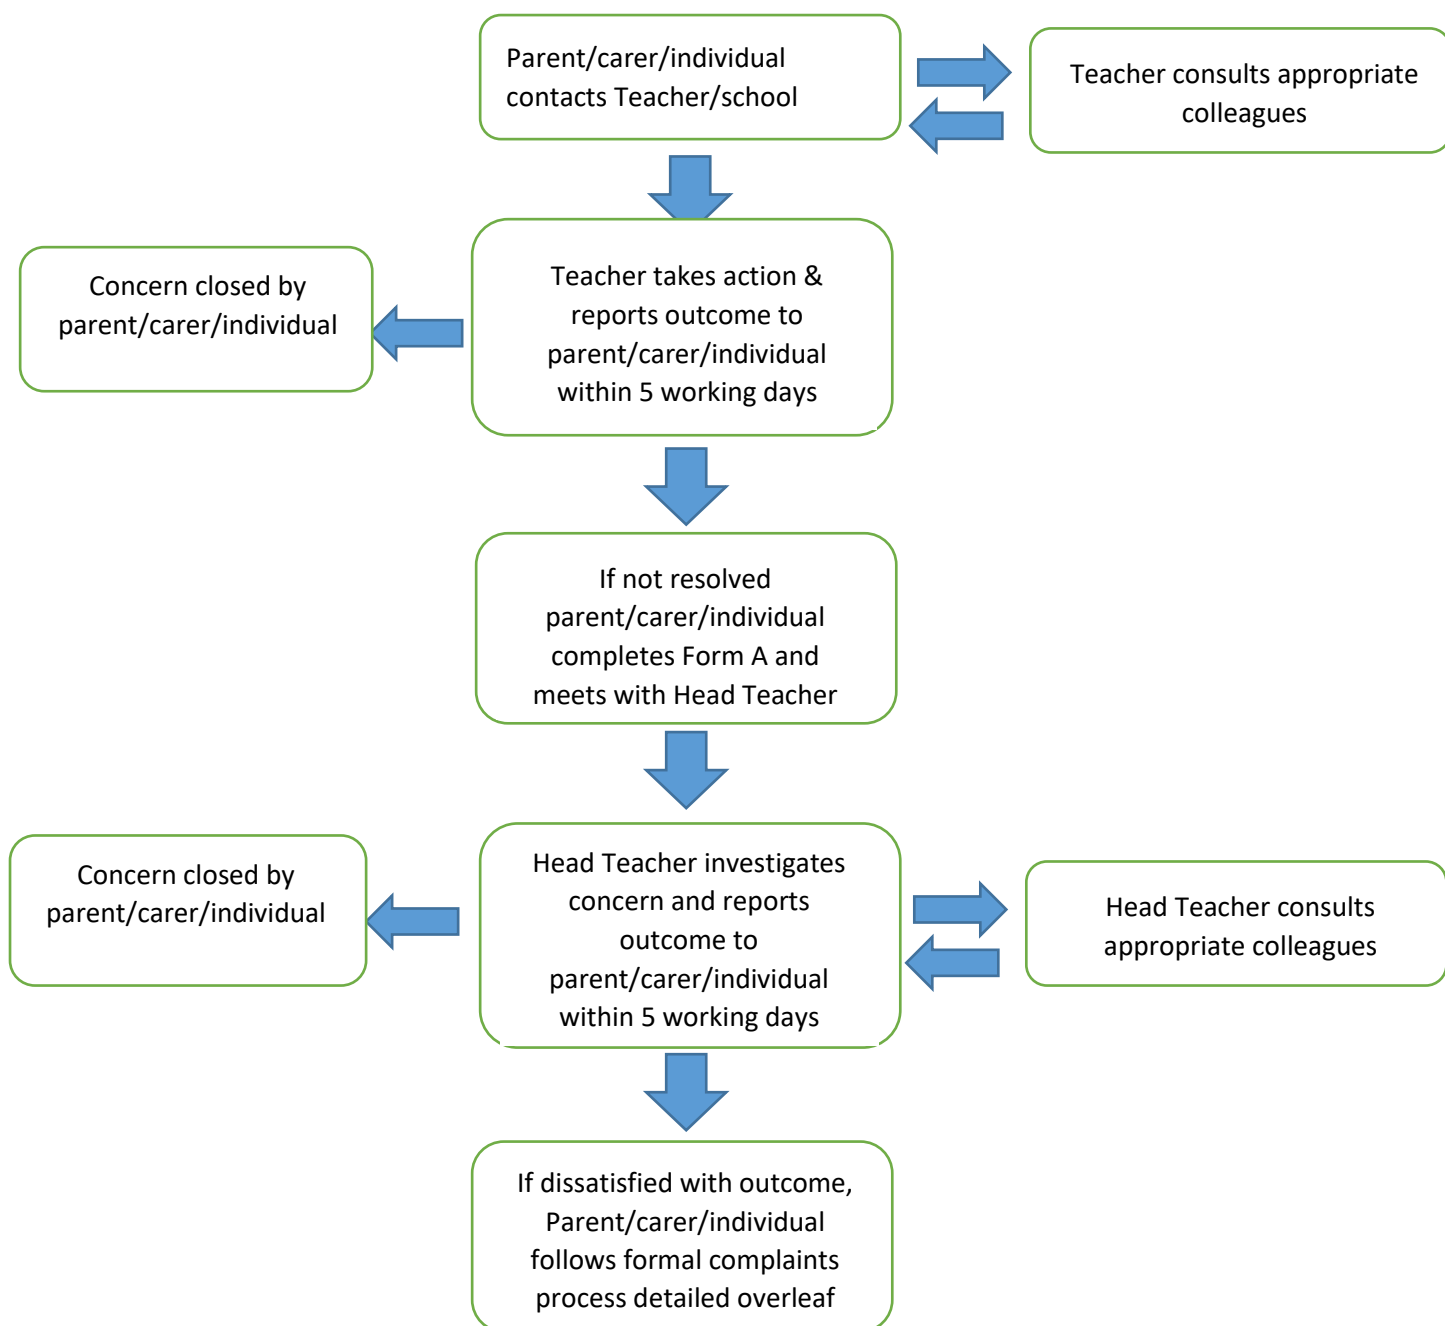 Parent/carer/individual
contacts Teacher/school
Teacher consults appropriate
colleagues
Teacher takes action &
reports outcome to
parent/carer/individual
within 5 working days
Concern closed by
parent/carer/individual
If not resolved
parent/carer/individual
completes Form A and
meets with Head Teacher
Head Teacher investigates
concern and reports
outcome to
parent/carer/individual
within 5 working days
Concern closed by
parent/carer/individual
Head Teacher consults
appropriate colleagues
If dissatisfied with outcome,
Parent/carer/individual
follows formal complaints
process detailed overleaf